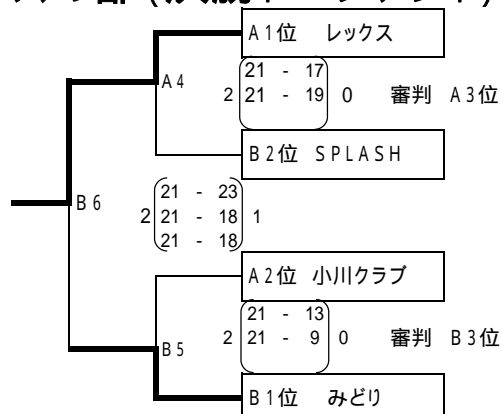 A1位 レックス
A4
21 - 17
2 21 - 19 0 審判 A3位
B2位 SPLASH
B6
21 - 23
2 21 - 18 1
21 - 18
A2位 小川クラブ
B5
21 - 13
2 21 - 9 0 審判 B3位
B1位 みどり